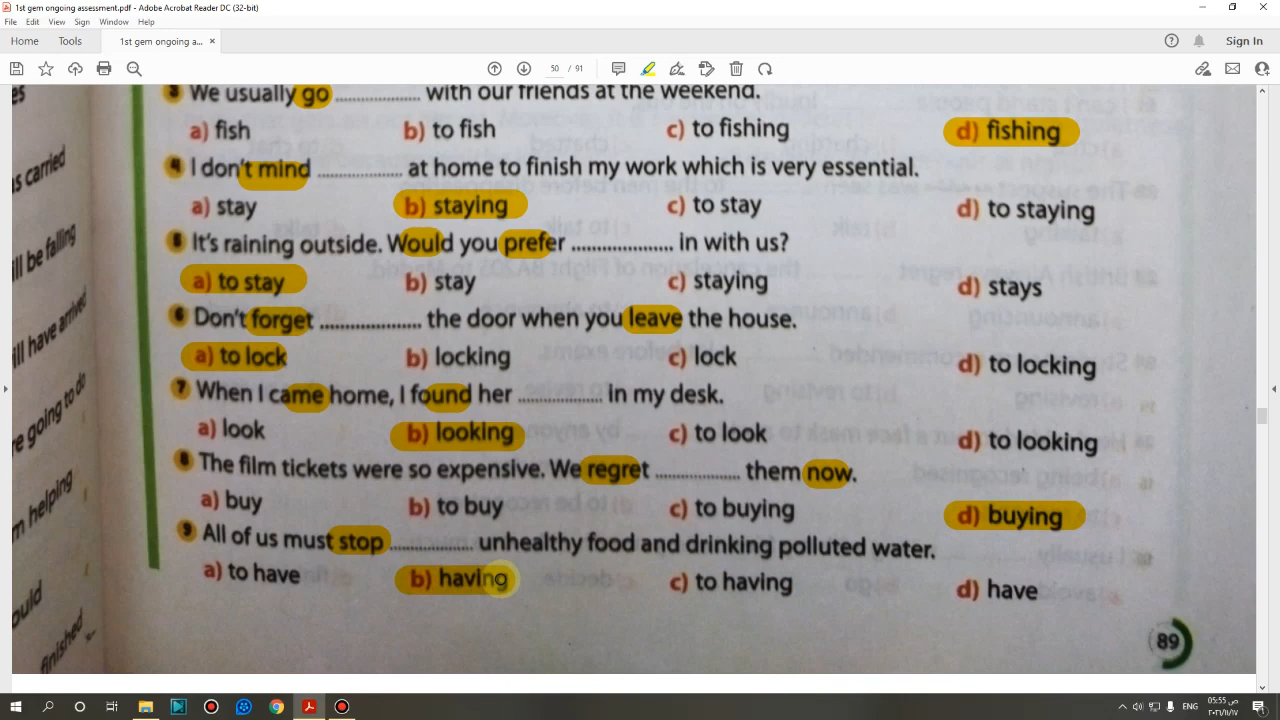 1st gem ongoing assessment.pdf - Adobe Acrobat Reader DC (32-bit)
File Edit View Sign Window Help
Home Tools 1st gem ongoing a... × Sign In
50 / 91
3 We usually go .................. with our friends at the weekend.
a) fish b) to fish c) to fishing d) fishing
4 I don't mind .................. at home to finish my work which is very essential.
a) stay b) staying c) to stay d) to staying
5 It's raining outside. Would you prefer .................. in with us?
a) to stay b) stay c) staying d) stays
6 Don't forget .................. the door when you leave the house.
a) to lock b) locking c) lock d) to locking
7 When I came home, I found her .................. in my desk.
a) look b) looking c) to look d) to looking
8 The film tickets were so expensive. We regret .................. them now.
a) buy b) to buy c) to buying d) buying
9 All of us must stop .................. unhealthy food and drinking polluted water.
a) to have b) having c) to having d) have
89
carried
ll be falling
ill have arrived
re going to do
m helping
ould
finished
ENG
05:55 ص